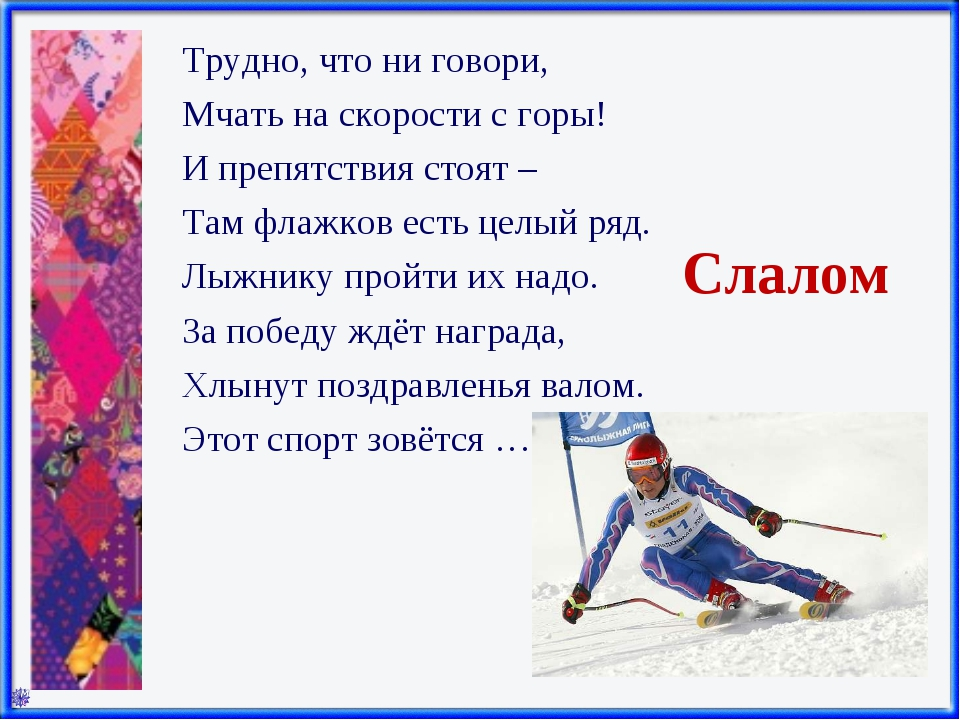 Трудно, что ни говори,
Мчать на скорости с горы!
И препятствия стоят –
Там флажков есть целый ряд.
Лыжнику пройти их надо.
За победу ждёт награда,
Хлынут поздравленья валом.
Этот спорт зовётся …
Слалом
11